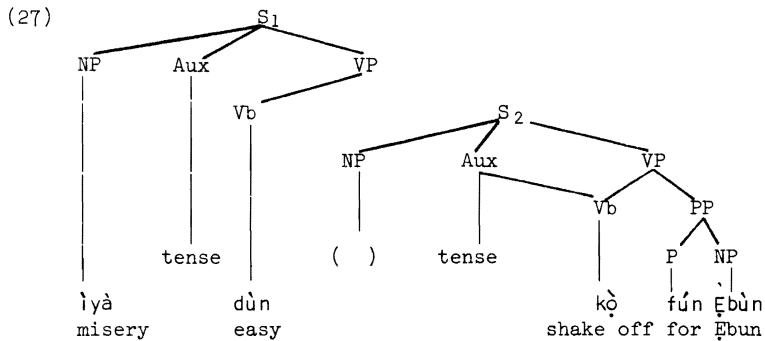 (27)
S₁
NP Aux VP
Vb
S₂
NP Aux VP
Vb PP
tense ( ) tense P NP
ìyà dùn kọ̀ fún Ẹ̀bùn
misery easy shake off for Ẹbun